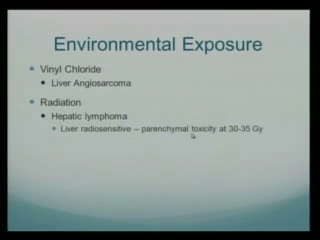 Environmental Exposure
Vinyl Chloride
Liver Angiosarcoma
Radiation
Hepatic lymphoma
Liver radiosensitive – parenchymal toxicity at 30-35 Gy